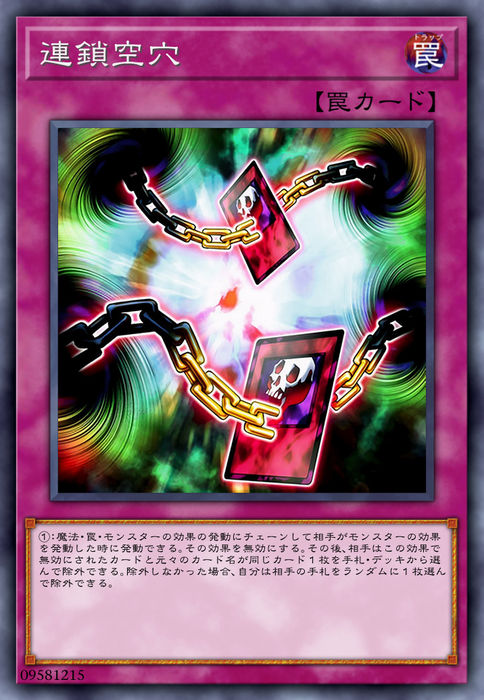 連鎖空穴
トラップ
罠
【罠カード】
①:魔法・罠・モンスターの効果の発動にチェーンして相手がモンスターの効果
を発動した時に発動できる。その効果を無効にする。その後、相手はこの効果で
無効にされたカードと元々のカード名が同じカード1枚を手札・デッキから選
んで除外できる。除外しなかった場合、自分は相手の手札をランダムに1枚選ん
で除外できる。
09581215